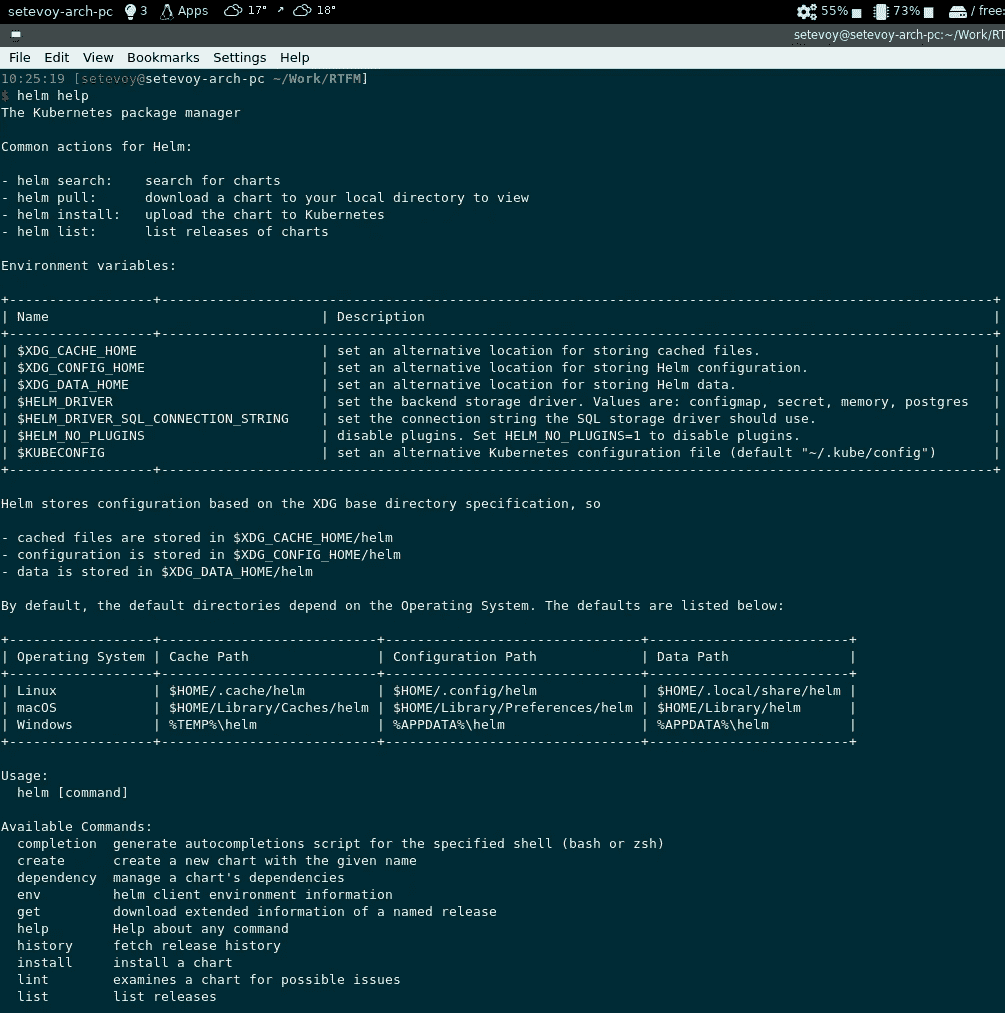 setevoy-arch-pc 3 Apps 17° ↗ 18° 55% 73% / free:
setevoy@setevoy-arch-pc:~/Work/RT
File Edit View Bookmarks Settings Help
10:25:19 [setevoy@setevoy-arch-pc ~/Work/RTFM]
$ helm help
The Kubernetes package manager

Common actions for Helm:

- helm search:    search for charts
- helm pull:      download a chart to your local directory to view
- helm install:   upload the chart to Kubernetes
- helm list:      list releases of charts

Environment variables:

+------------------+--------------------------------------------------------------------------------------------------------+
| Name                                  | Description                                                                       |
+------------------+--------------------------------------------------------------------------------------------------------+
| $XDG_CACHE_HOME                       | set an alternative location for storing cached files.                             |
| $XDG_CONFIG_HOME                      | set an alternative location for storing Helm configuration.                       |
| $XDG_DATA_HOME                        | set an alternative location for storing Helm data.                                |
| $HELM_DRIVER                          | set the backend storage driver. Values are: configmap, secret, memory, postgres   |
| $HELM_DRIVER_SQL_CONNECTION_STRING    | set the connection string the SQL storage driver should use.                      |
| $HELM_NO_PLUGINS                      | disable plugins. Set HELM_NO_PLUGINS=1 to disable plugins.                        |
| $KUBECONFIG                           | set an alternative Kubernetes configuration file (default "~/.kube/config")       |
+------------------+--------------------------------------------------------------------------------------------------------+

Helm stores configuration based on the XDG base directory specification, so

- cached files are stored in $XDG_CACHE_HOME/helm
- configuration is stored in $XDG_CONFIG_HOME/helm
- data is stored in $XDG_DATA_HOME/helm

By default, the default directories depend on the Operating System. The defaults are listed below:

+------------------+---------------------------+--------------------------------+-------------------------+
| Operating System | Cache Path                | Configuration Path             | Data Path               |
+------------------+---------------------------+--------------------------------+-------------------------+
| Linux            | $HOME/.cache/helm         | $HOME/.config/helm             | $HOME/.local/share/helm |
| macOS            | $HOME/Library/Caches/helm | $HOME/Library/Preferences/helm | $HOME/Library/helm      |
| Windows          | %TEMP%\helm               | %APPDATA%\helm                 | %APPDATA%\helm          |
+------------------+---------------------------+--------------------------------+-------------------------+

Usage:
  helm [command]

Available Commands:
  completion  generate autocompletions script for the specified shell (bash or zsh)
  create      create a new chart with the given name
  dependency  manage a chart's dependencies
  env         helm client environment information
  get         download extended information of a named release
  help        Help about any command
  history     fetch release history
  install     install a chart
  lint        examines a chart for possible issues
  list        list releases